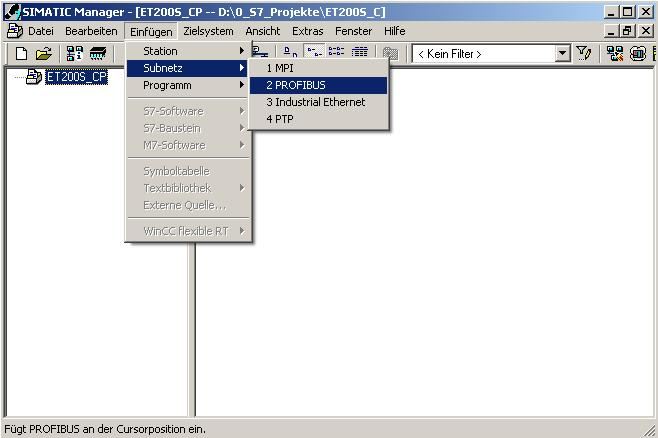 SIMATIC Manager - [ET200S_CP -- D:\0_S7_Projekte\ET200S_C]
Datei Bearbeiten Einfügen Zielsystem Ansicht Extras Fenster Hilfe
< Kein Filter >
ET200S_CP
Station
Subnetz
Programm
S7-Software
S7-Baustein
M7-Software
Symboltabelle
Textbibliothek
Externe Quelle...
WinCC flexible RT
1 MPI
2 PROFIBUS
3 Industrial Ethernet
4 PTP
Fügt PROFIBUS an der Cursorposition ein.